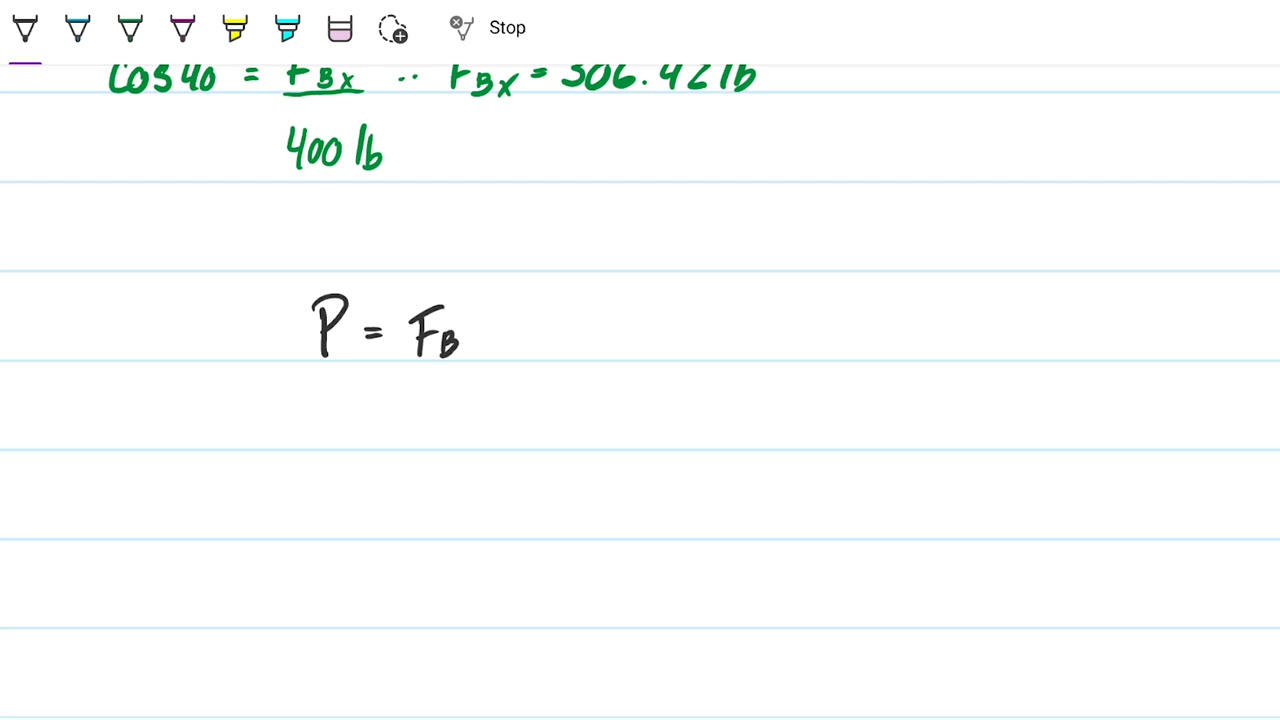 Stop
cos 40 = FBx ∴ FBx = 306.42 lb
400 lb
P = FB